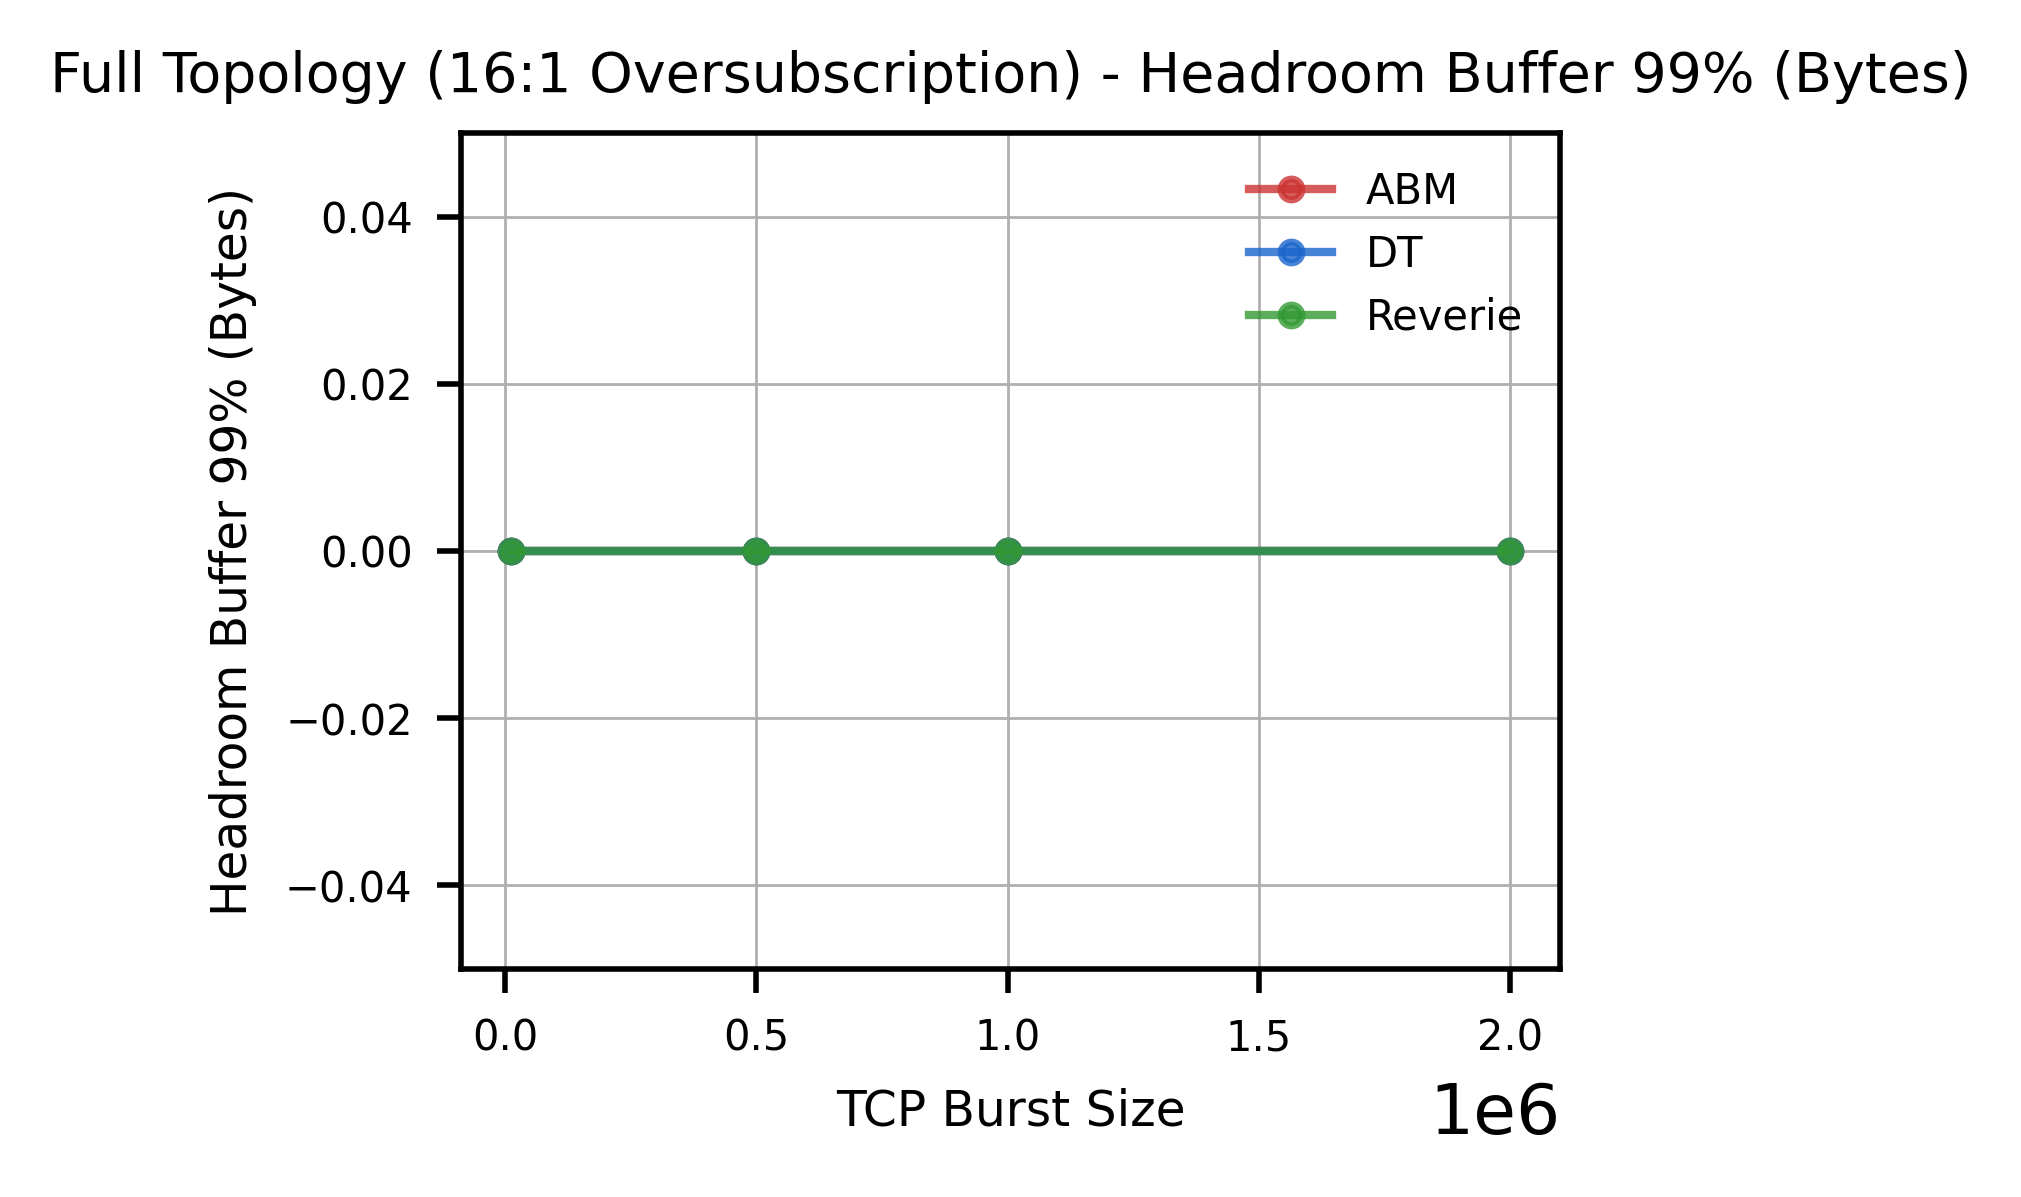 Full Topology (16:1 Oversubscription) - Headroom Buffer 99% (Bytes)
Headroom Buffer 99% (Bytes)
0.04
0.02
0.00
−0.02
−0.04
ABM
DT
Reverie
0.0 0.5 1.0 1.5 2.0
TCP Burst Size
1e6